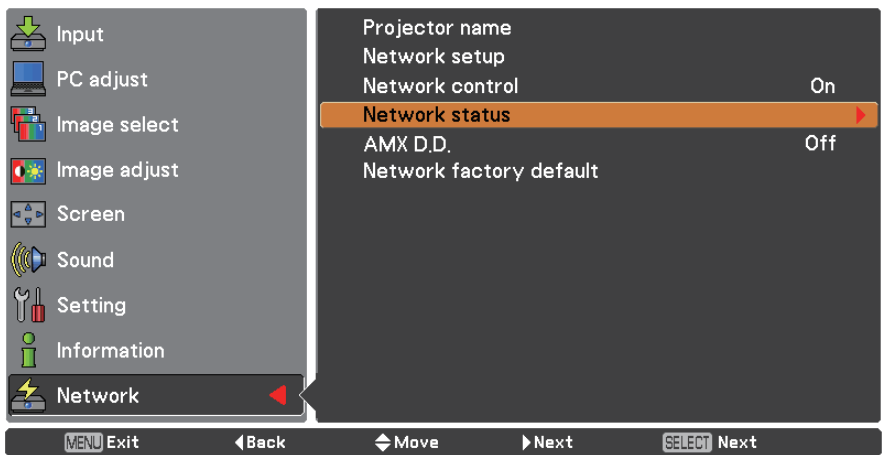 Input
PC adjust
Image select
Image adjust
Screen
Sound
Setting
Information
Network
Projector name
Network setup
Network control On
Network status
AMX D.D. Off
Network factory default
MENU Exit Back Move Next SELECT Next